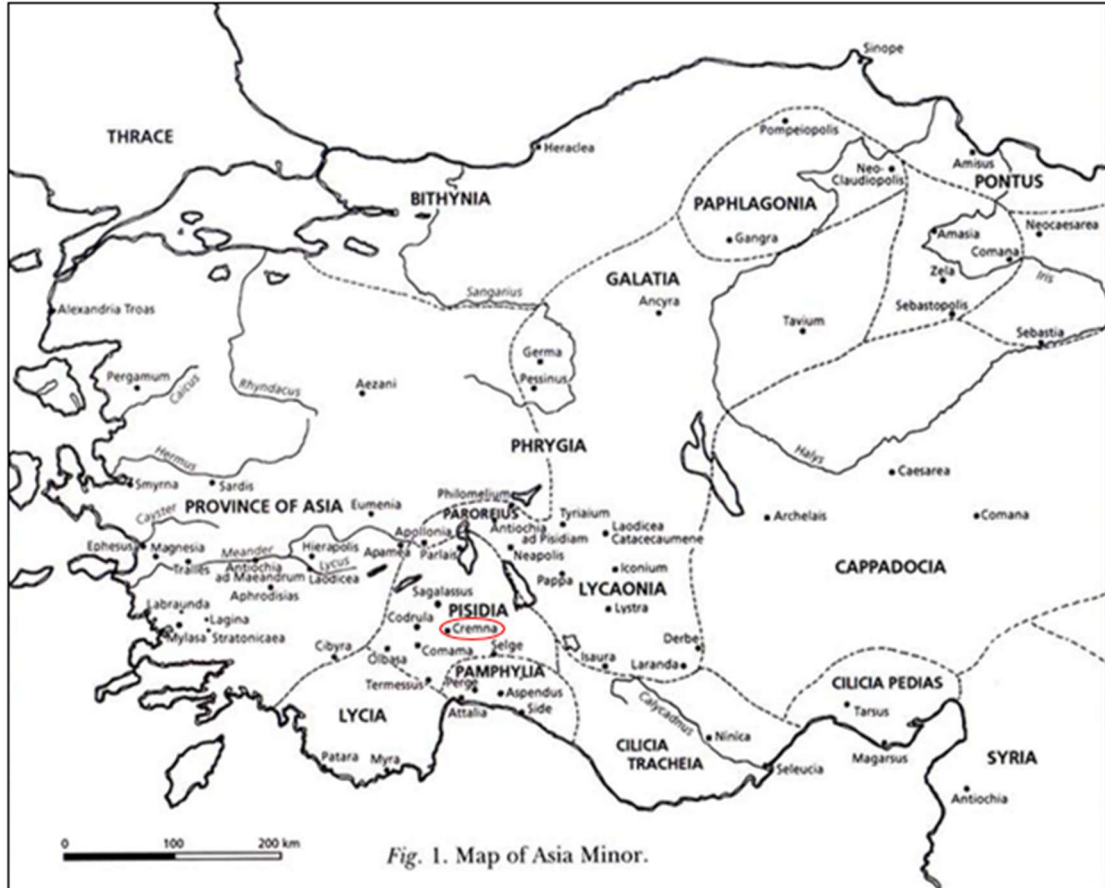 Sinope
THRACE
Pompeiopolis
Heraclea
Amisus
Neo-
Claudiopolis
PONTUS
BITHYNIA
PAPHLAGONIA
Gangra
Amasia
Neocaesarea
Comana
GALATIA
Zela
Iris
Sangarius
Ancyra
Alexandria Troas
Sebastopolis
Tavium
Sebastia
Germa
Pergamum
Caicus
Rhyndacus
Aezani
Pessinus
PHRYGIA
Hermus
Halys
Caesarea
Smyrna
Sardis
PROVINCE OF ASIA
Eumenia
Philomelium
PAROREIUS
Tyriaium
Archelais
Comana
Cayster
Apollonia
Antiochia
ad Pisidiam
Laodicea
Catacecaumene
Ephesus
Magnesia
Meander
Hierapolis
Apamea
Parlais
Neapolis
Tralles
Antiochia
ad Maeandrum
Lycus
Laodicea
Pappa
Iconium
CAPPADOCIA
Aphrodisias
LYCAONIA
Sagalassus
Labraunda
Lagina
PISIDIA
Lystra
Codrula
Cremna
Mylasa
Stratonicaea
Cibyra
Olbasa
Comama
Selge
Derbe
Isaura
Laranda
PAMPHYLIA
Termessus
Perge
Aspendus
CILICIA PEDIAS
Attalia
Side
Tarsus
LYCIA
Calycadnus
Ninica
CILICIA
TRACHEIA
Magarsus
SYRIA
Patara
Myra
Seleucia
Antiochia
0 100 200 km
Fig. 1. Map of Asia Minor.